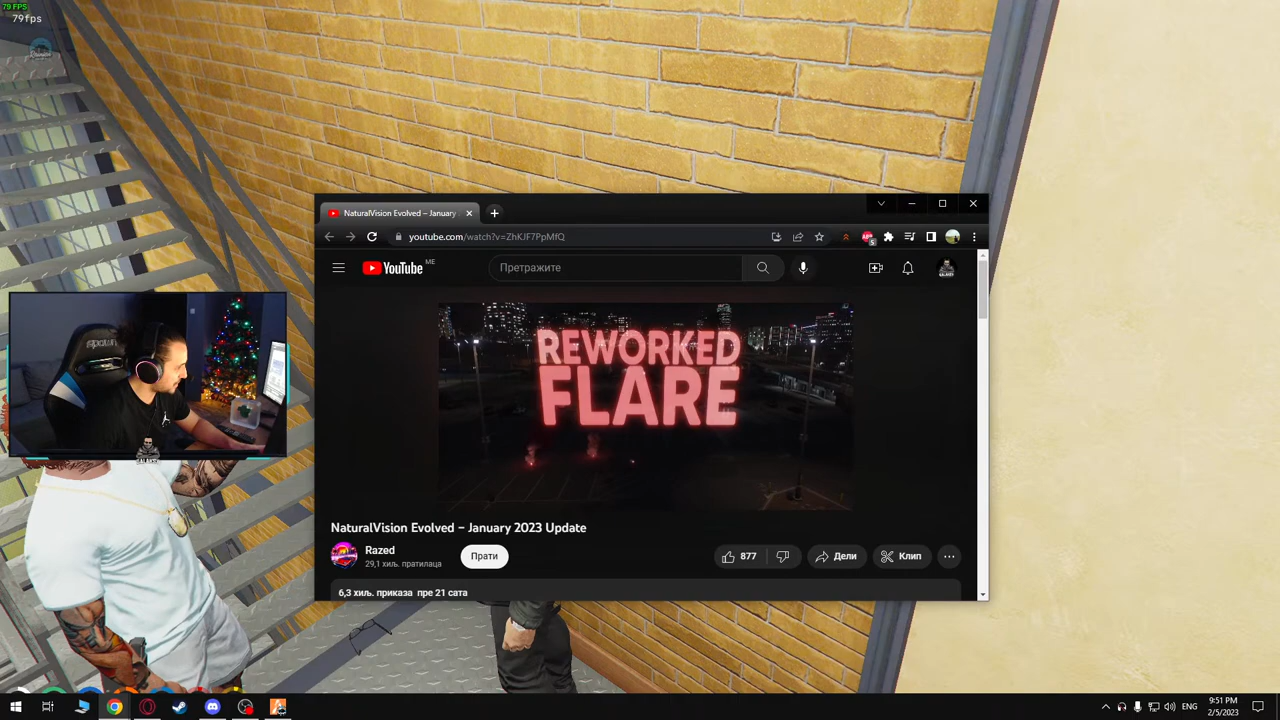 79 FPS
79fps
NaturalVision Evolved – January
youtube.com/watch?v=ZhKJF7PpMfQ
YouTube ME
Претражите
REWORKED
FLARE
NaturalVision Evolved – January 2023 Update
Razed
29,1 хиљ. пратилаца
Прати
877
Дели
Клип
6,3 хиљ. приказа пре 21 сата
ENG
9:51 PM
2/5/2023